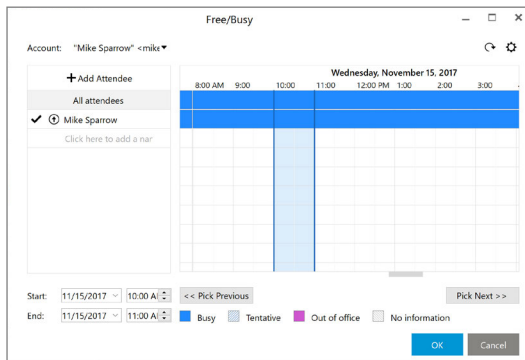 Free/Busy
Account: "Mike Sparrow" <mike
Add Attendee
All attendees
Mike Sparrow
Click here to add a nar
Wednesday, November 15, 2017
8:00 AM 9:00 10:00 11:00 12:00 PM 1:00 2:00 3:00
Start: 11/15/2017 10:00 AM
End: 11/15/2017 11:00 AM
<< Pick Previous
Pick Next >>
Busy Tentative Out of office No information
OK Cancel